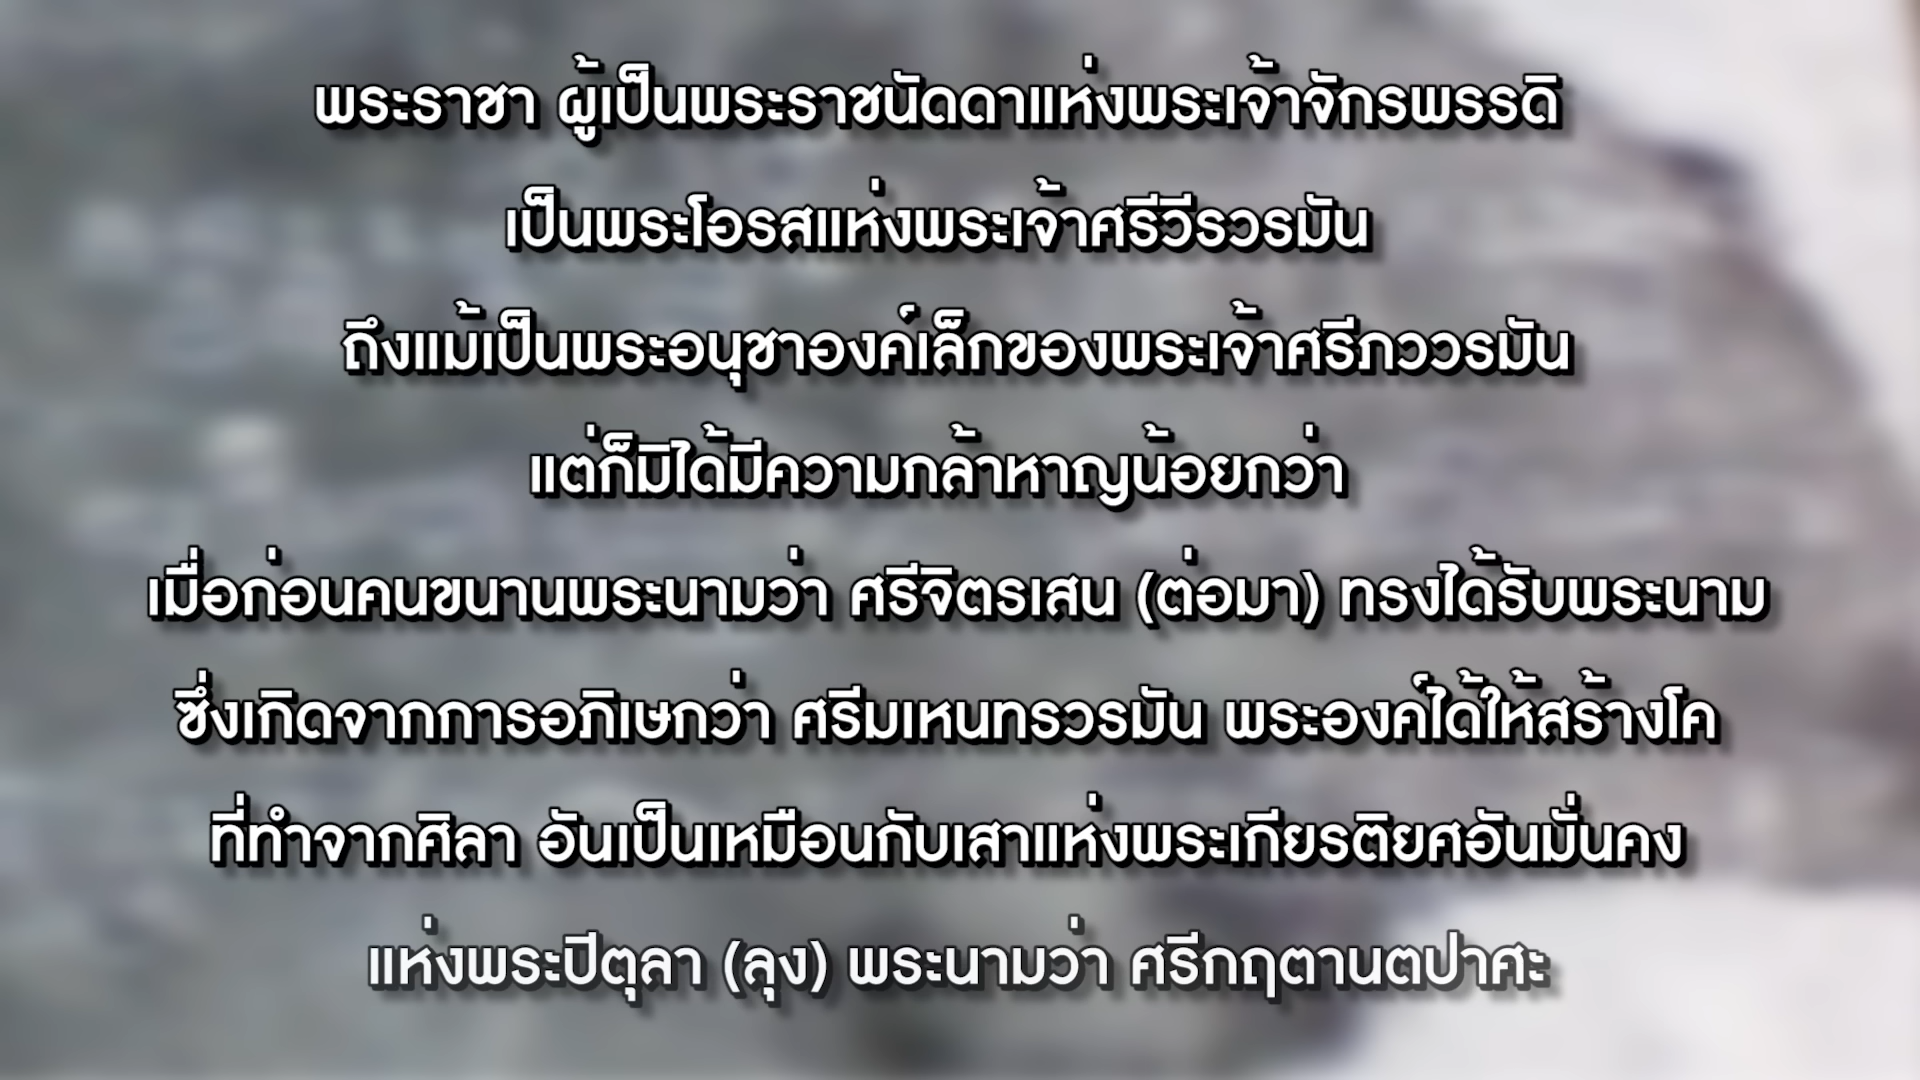 พระราชา ผู้เป็นพระราชนัดดาแห่งพระเจ้าจักรพรรดิ
เป็นพระโอรสแห่งพระเจ้าศรีวีรวรมัน
ถึงแม้เป็นพระอนุชาองค์เล็กของพระเจ้าศรีภววรมัน
แต่ก็มิได้มีความกล้าหาญน้อยกว่า
เมื่อก่อนคนขนานพระนามว่า ศรีจิตรเสน (ต่อมา) ทรงได้รับพระนาม
ซึ่งเกิดจากการอภิเษกว่า ศรีมเหนทรวรมัน พระองค์ได้ให้สร้างโค
ที่ทำจากศิลา อันเป็นเหมือนกับเสาแห่งพระเกียรติยศอันมั่นคง
แห่งพระปีตุลา (ลุง) พระนามว่า ศรีกฤตานตปาศะ